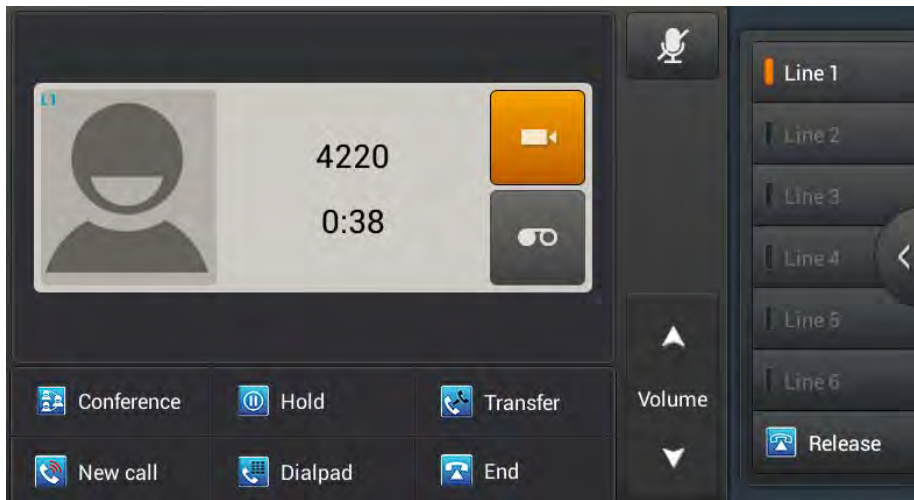 L1
4220
0:38
Conference
Hold
Transfer
New call
Dialpad
End
Volume
Line 1
Line 2
Line 3
Line 4
Line 5
Line 6
Release